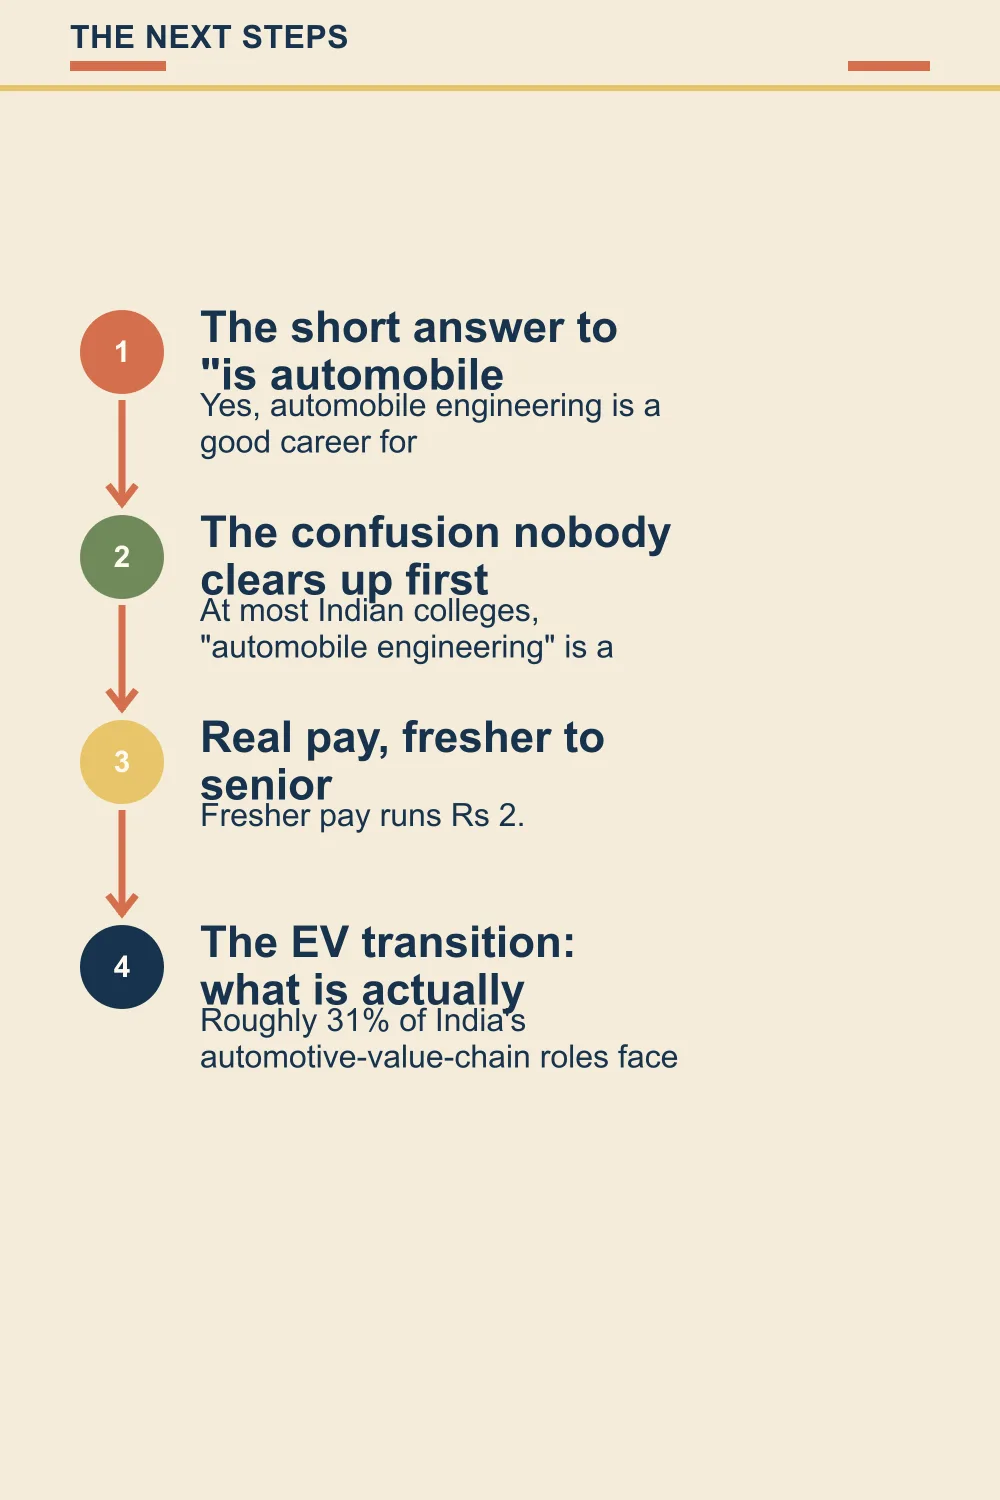 THE NEXT STEPS
1
The short answer to
"is automobile
Yes, automobile engineering is a
good career for
2
The confusion nobody
clears up first
At most Indian colleges,
"automobile engineering" is a
3
Real pay, fresher to
senior
Fresher pay runs Rs 2.
4
The EV transition:
what is actually
Roughly 31% of India's
automotive-value-chain roles face